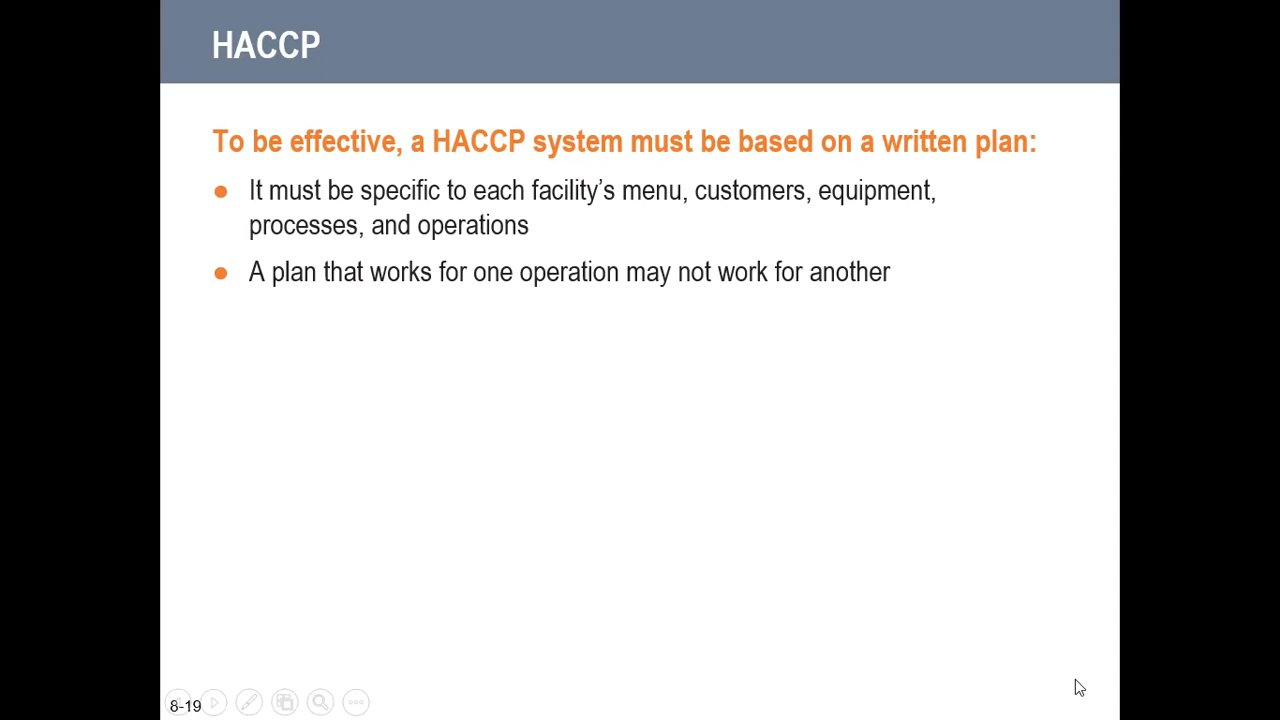 HACCP
To be effective, a HACCP system must be based on a written plan:
It must be specific to each facility's menu, customers, equipment,
processes, and operations
A plan that works for one operation may not work for another
8-19